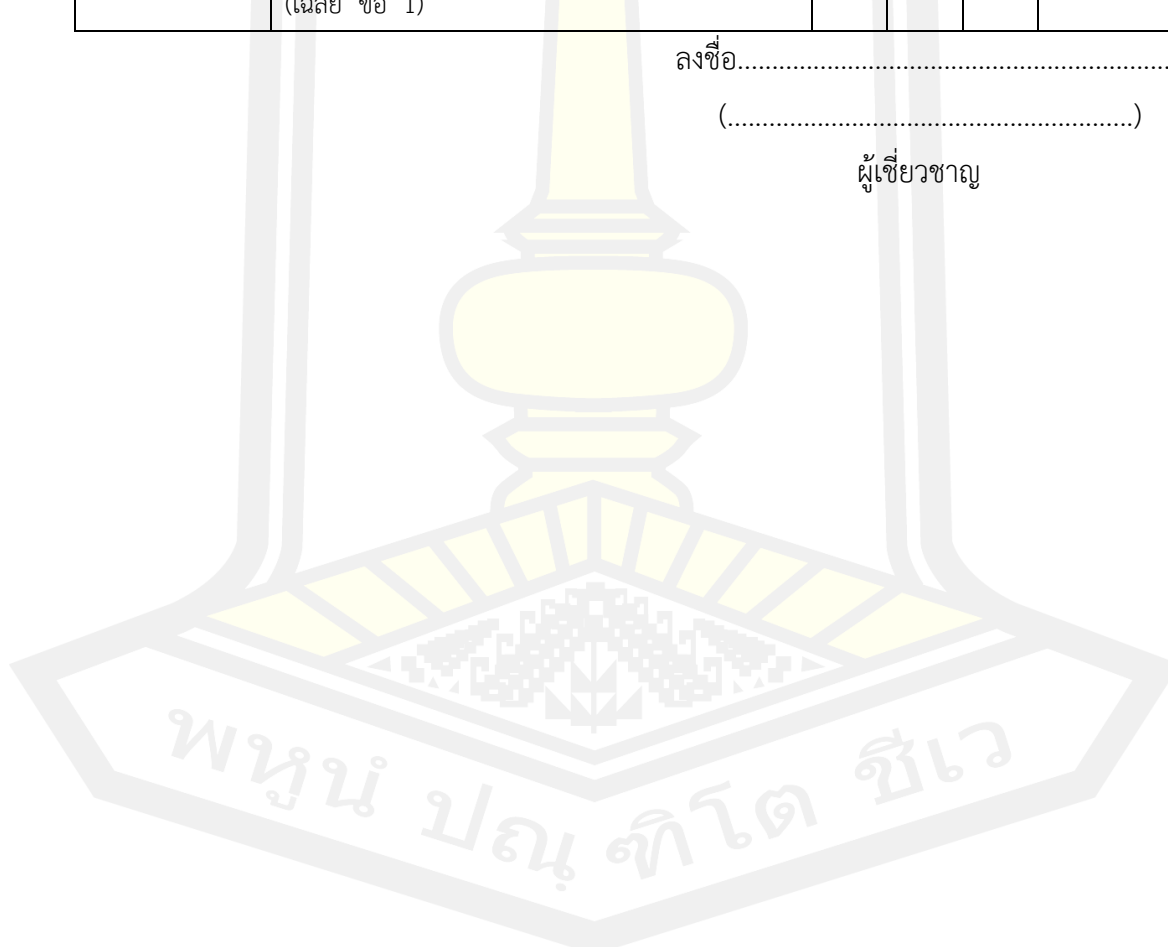 (เฉลย ข้อ 1)
ลงชื่อ..............................................................
(...........................................................)
ผู้เชี่ยวชาญ
พหูนํ ปณฺฑิโต ชีเว